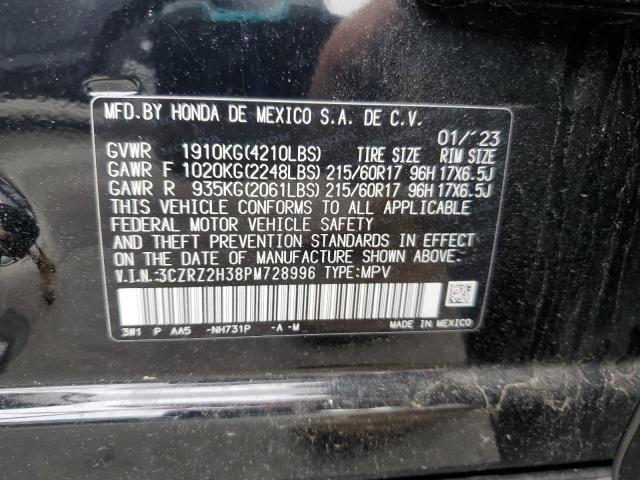 MFD.BY HONDA DE MEXICO S.A. DE C.V.
01/'23
GVWR 1910KG(4210LBS) TIRE SIZE RIM SIZE
GAWR F 1020KG(2248LBS) 215/60R17 96H 17X6.5J
GAWR R 935KG(2061LBS) 215/60R17 96H 17X6.5J
THIS VEHICLE CONFORMS TO ALL APPLICABLE
FEDERAL MOTOR VEHICLE SAFETY
AND THEFT PREVENTION STANDARDS IN EFFECT
ON THE DATE OF MANUFACTURE SHOWN ABOVE.
V.I.N.:3CZRZ2H38PM728996 TYPE:MPV
3W1 P AA5 -NH731P -A -M MADE IN MEXICO